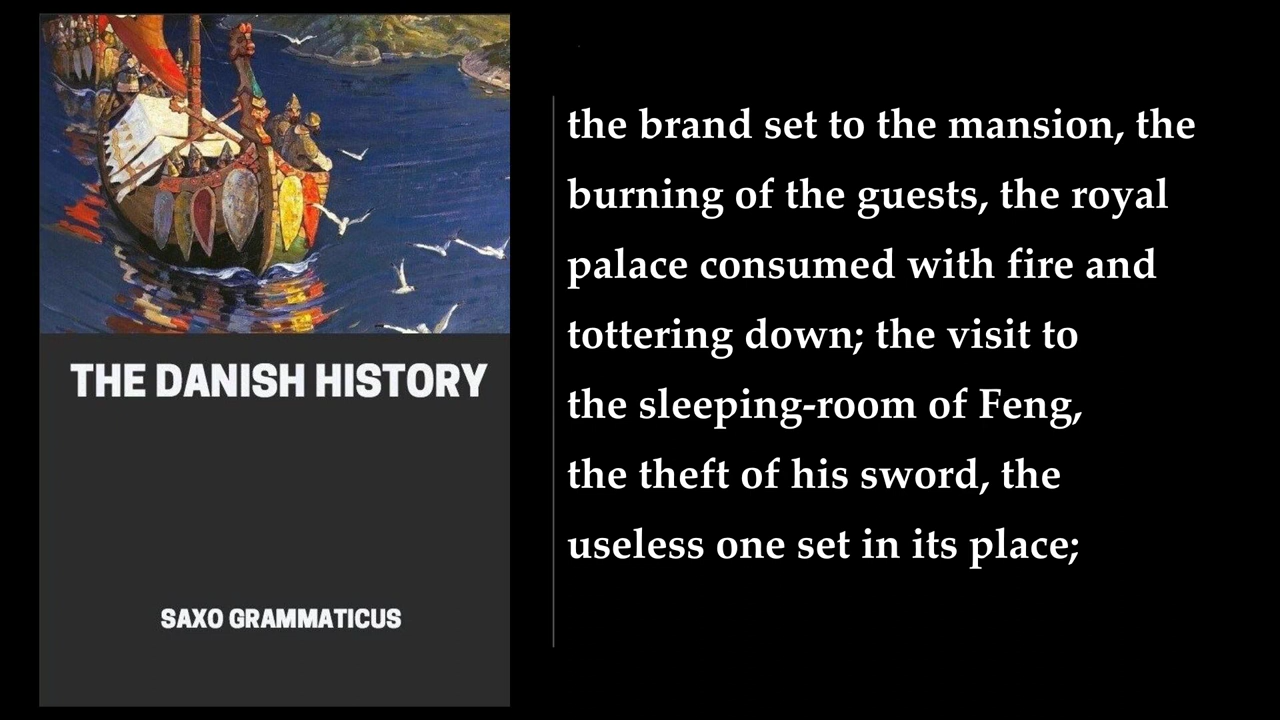 THE DANISH HISTORY
SAXO GRAMMATICUS
the brand set to the mansion, the
burning of the guests, the royal
palace consumed with fire and
tottering down; the visit to
the sleeping-room of Feng,
the theft of his sword, the
useless one set in its place;